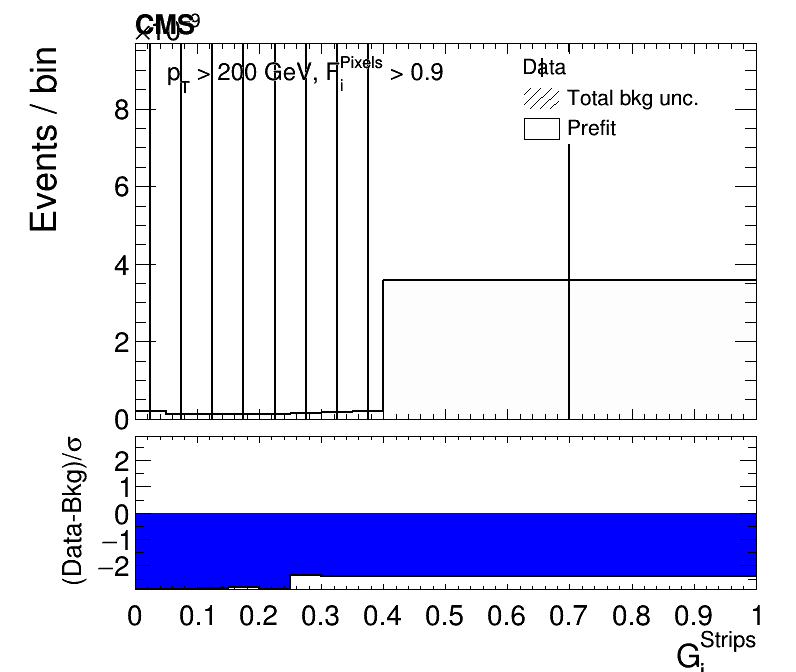 CMS
×10⁻⁹
p_T > 200 GeV, F_i^Pixels > 0.9
Data
Total bkg unc.
Prefit
Events / bin
8
6
4
2
0
(Data-Bkg)/σ
2
1
0
−1
−2
0 0.1 0.2 0.3 0.4 0.5 0.6 0.7 0.8 0.9 1
G_i^Strips